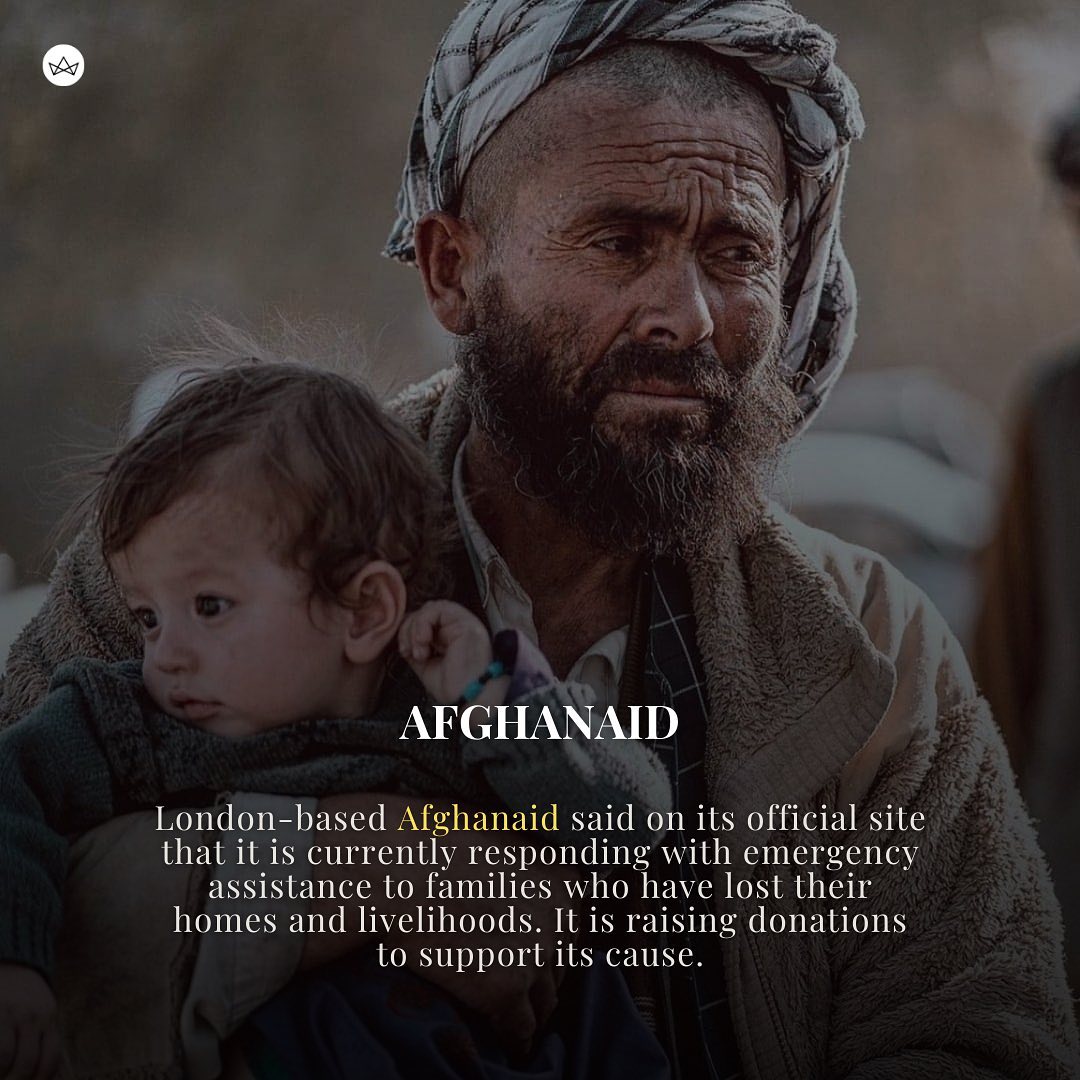 AFGHANAID
London-based Afghanaid said on its official site
that it is currently responding with emergency
assistance to families who have lost their
homes and livelihoods. It is raising donations
to support its cause.